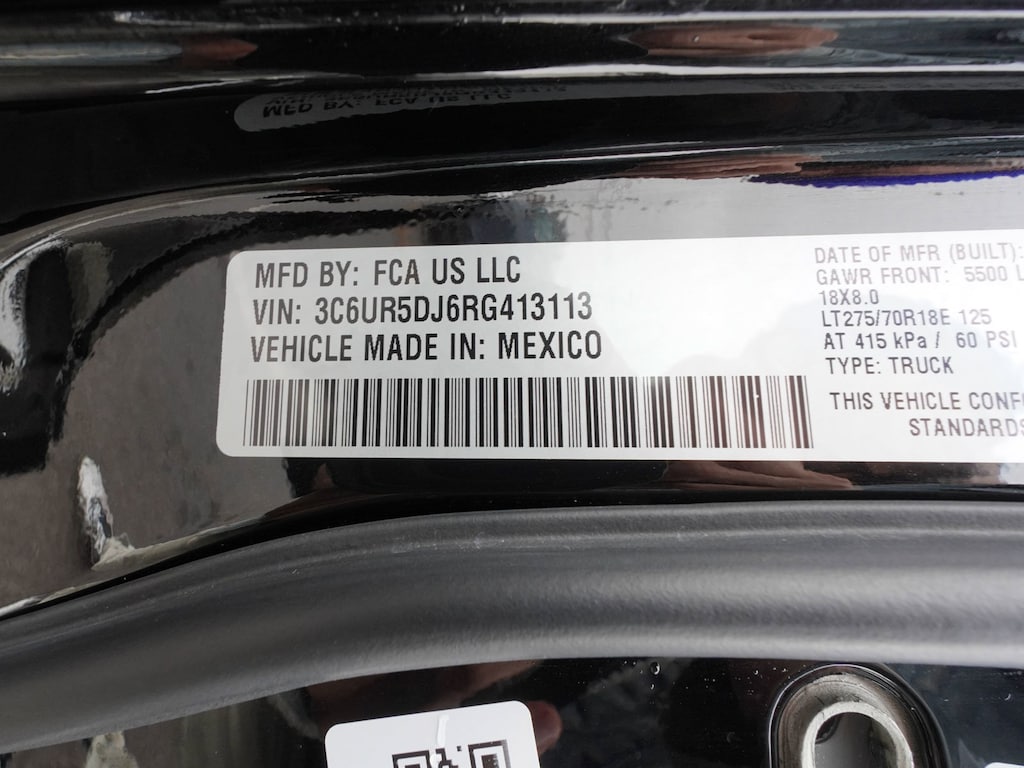 MFD BY: FCA US LLC
VIN: 3C6UR5DJ6RG413113
VEHICLE MADE IN: MEXICO
DATE OF MFR (BUILT):
GAWR FRONT: 5500 L
18X8.0
LT275/70R18E 125
AT 415 kPa / 60 PSI
TYPE: TRUCK
THIS VEHICLE CONF
STANDARDS